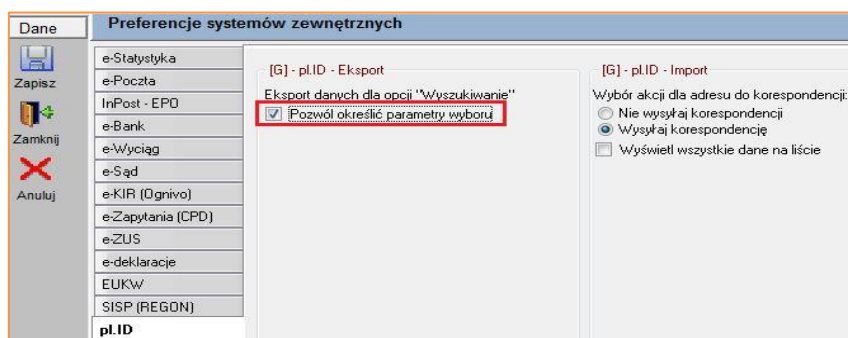 Dane
Preferencje systemów zewnętrznych
Zapisz
Zamknij
Anuluj
e-Statystyka
e-Poczta
InPost - EPO
e-Bank
e-Wyciąg
e-Sąd
e-KIR (Ognivo)
e-Zapytania (CPD)
e-ZUS
e-deklaracje
EUKW
SISP (REGON)
pl.ID
[G] - pl.ID - Eksport
Eksport danych dla opcji "Wyszukiwanie"
Pozwól określić parametry wyboru
[G] - pl.ID - Import
Wybór akcji dla adresu do korespondencji:
Nie wysyłaj korespondencji
Wysyłaj korespondencję
Wyświetl wszystkie dane na liście